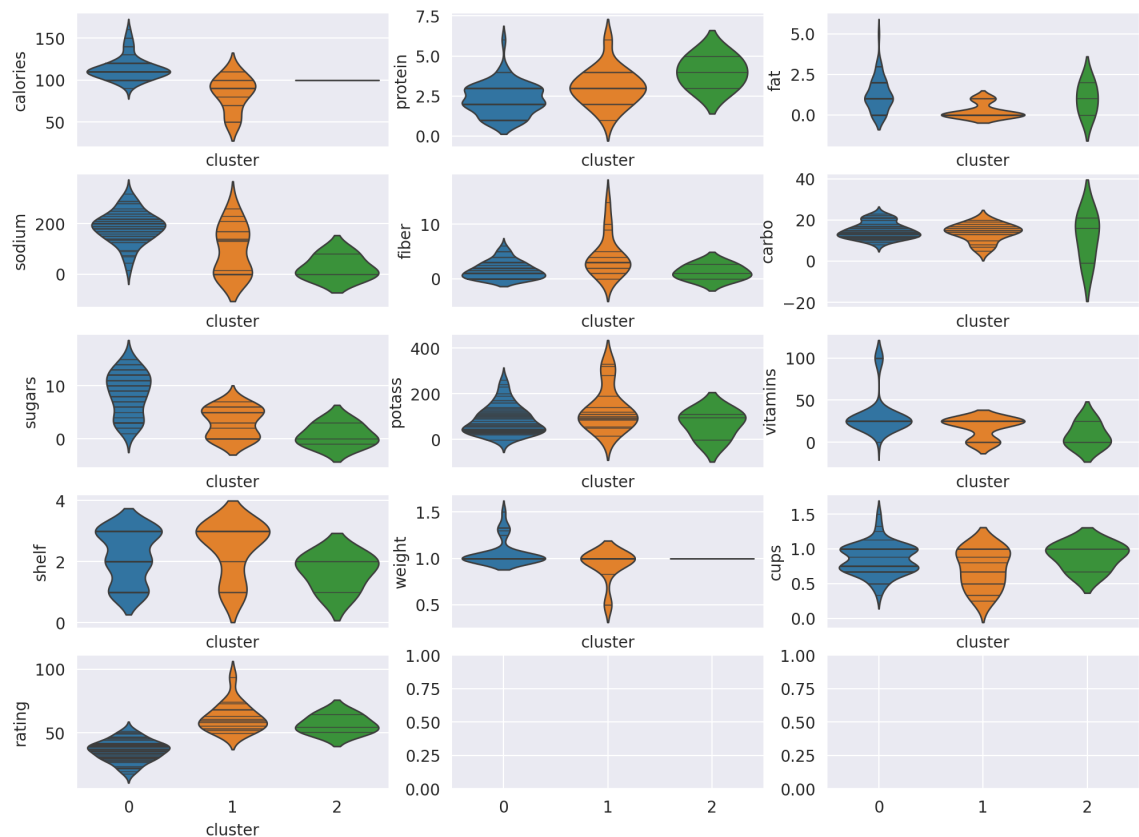 calories
150
100
50
cluster
protein
7.5
5.0
2.5
0.0
cluster
fat
5.0
2.5
0.0
cluster
sodium
200
0
cluster
fiber
10
0
cluster
carbo
40
20
0
−20
cluster
sugars
10
0
cluster
potass
400
200
0
cluster
vitamins
100
50
0
cluster
shelf
4
2
0
cluster
weight
1.5
1.0
0.5
cluster
cups
1.5
1.0
0.5
0.0
cluster
rating
100
50
0 1 2
cluster
1.00
0.75
0.50
0.25
0.00
0 1 2
1.00
0.75
0.50
0.25
0.00
0 1 2